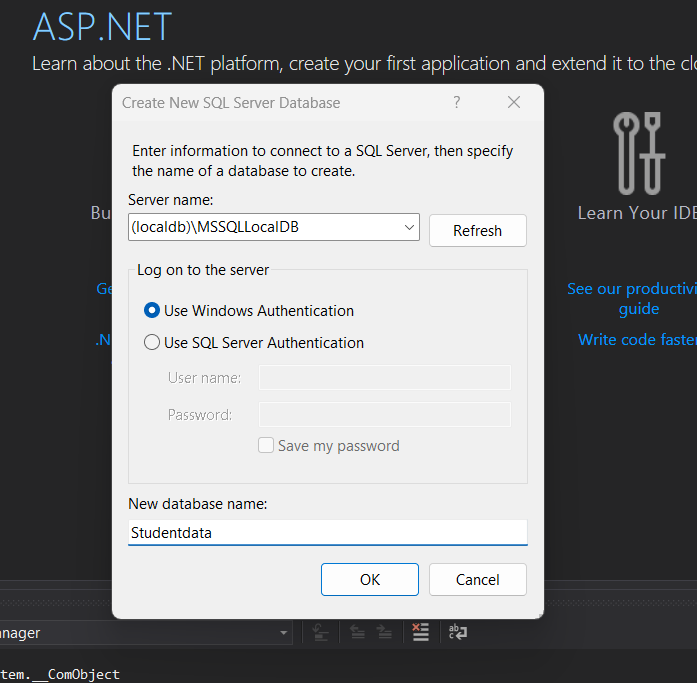 ASP.NET
Learn about the .NET platform, create your first application and extend it to the clo
Create New SQL Server Database
?
Enter information to connect to a SQL Server, then specify
the name of a database to create.
Server name:
(localdb)\MSSQLLocalDB
Refresh
Log on to the server
Use Windows Authentication
Use SQL Server Authentication
User name:
Password:
Save my password
New database name:
Studentdata
OK
Cancel
Bu
Ge
.N
Learn Your IDE
See our productivi
guide
Write code faster
nager
tem.__ComObject